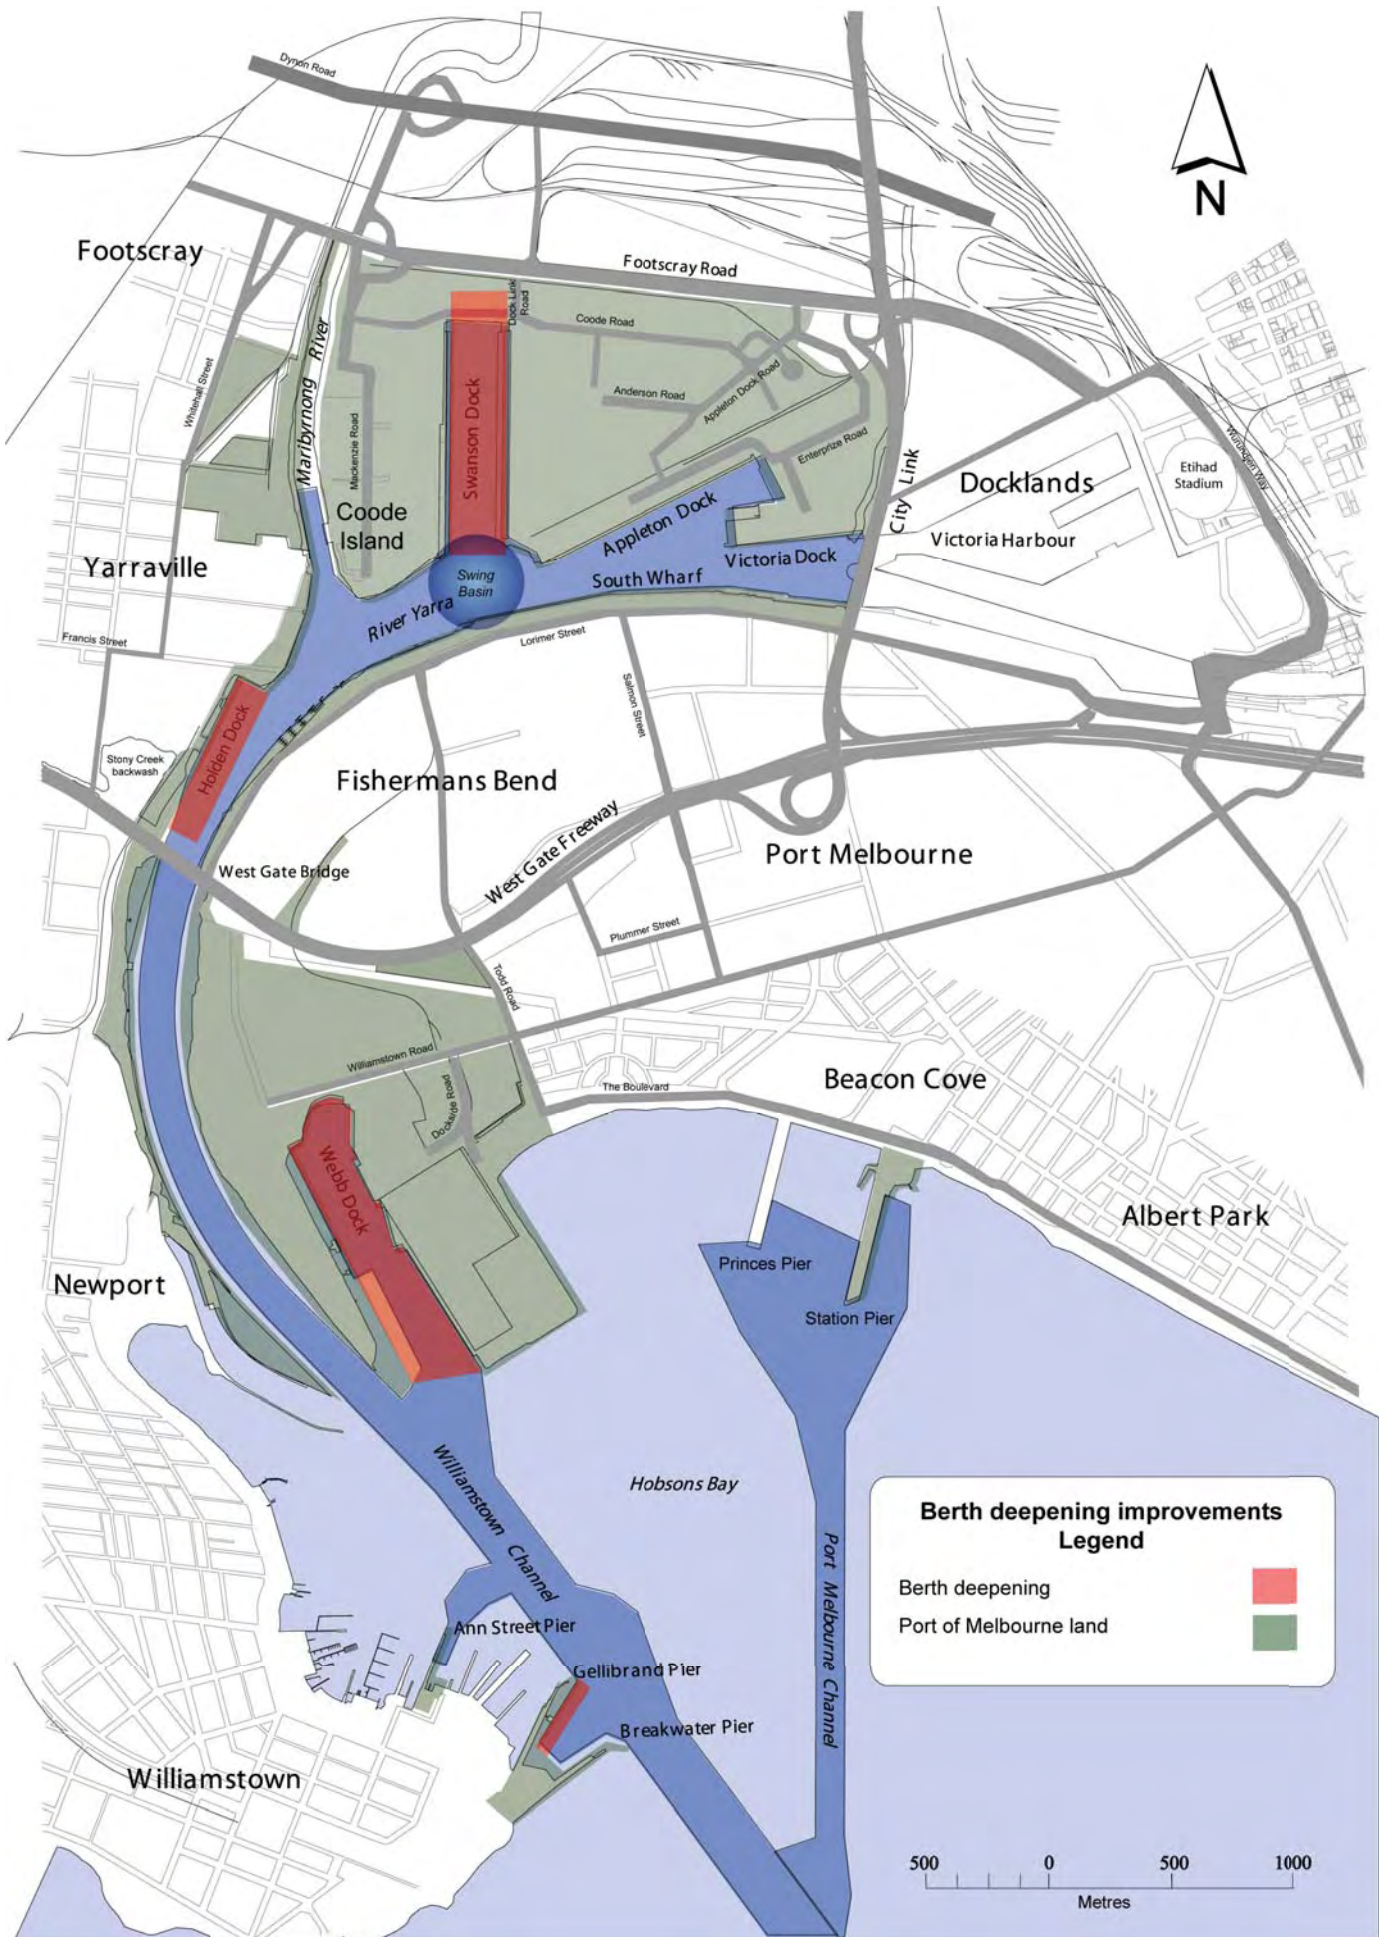 Dynon Road
N
Footscray
Footscray Road
Dock Link
Road
Coode Road
Maribyrnong River
Whitehall Street
Swanson Dock
Anderson Road
Appleton Dock Road
Mackenzie Road
Enterprize Road
City Link
Wurundjeri Way
Etihad
Stadium
Docklands
Coode
Island
Appleton Dock
Victoria Harbour
Yarraville
Victoria Dock
Swing
Basin
South Wharf
River Yarra
Francis Street
Lorimer Street
Salmon Street
Holden Dock
Stony Creek
backwash
Fishermans Bend
West Gate Freeway
Port Melbourne
West Gate Bridge
Plummer Street
Todd Road
Williamstown Road
The Boulevard
Beacon Cove
Dockside Road
Webb Dock
Albert Park
Princes Pier
Newport
Station Pier
Williamstown Channel
Hobsons Bay
Port Melbourne Channel
Berth deepening improvements
Legend
Berth deepening
Port of Melbourne land
Ann Street Pier
Gellibrand Pier
Breakwater Pier
Williamstown
500 0 500 1000
Metres